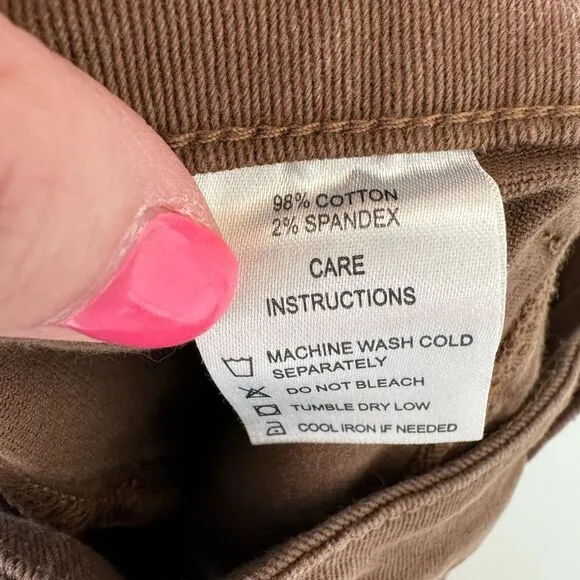 98% COTTON
2% SPANDEX
CARE
INSTRUCTIONS
MACHINE WASH COLD
SEPARATELY
DO NOT BLEACH
TUMBLE DRY LOW
COOL IRON IF NEEDED